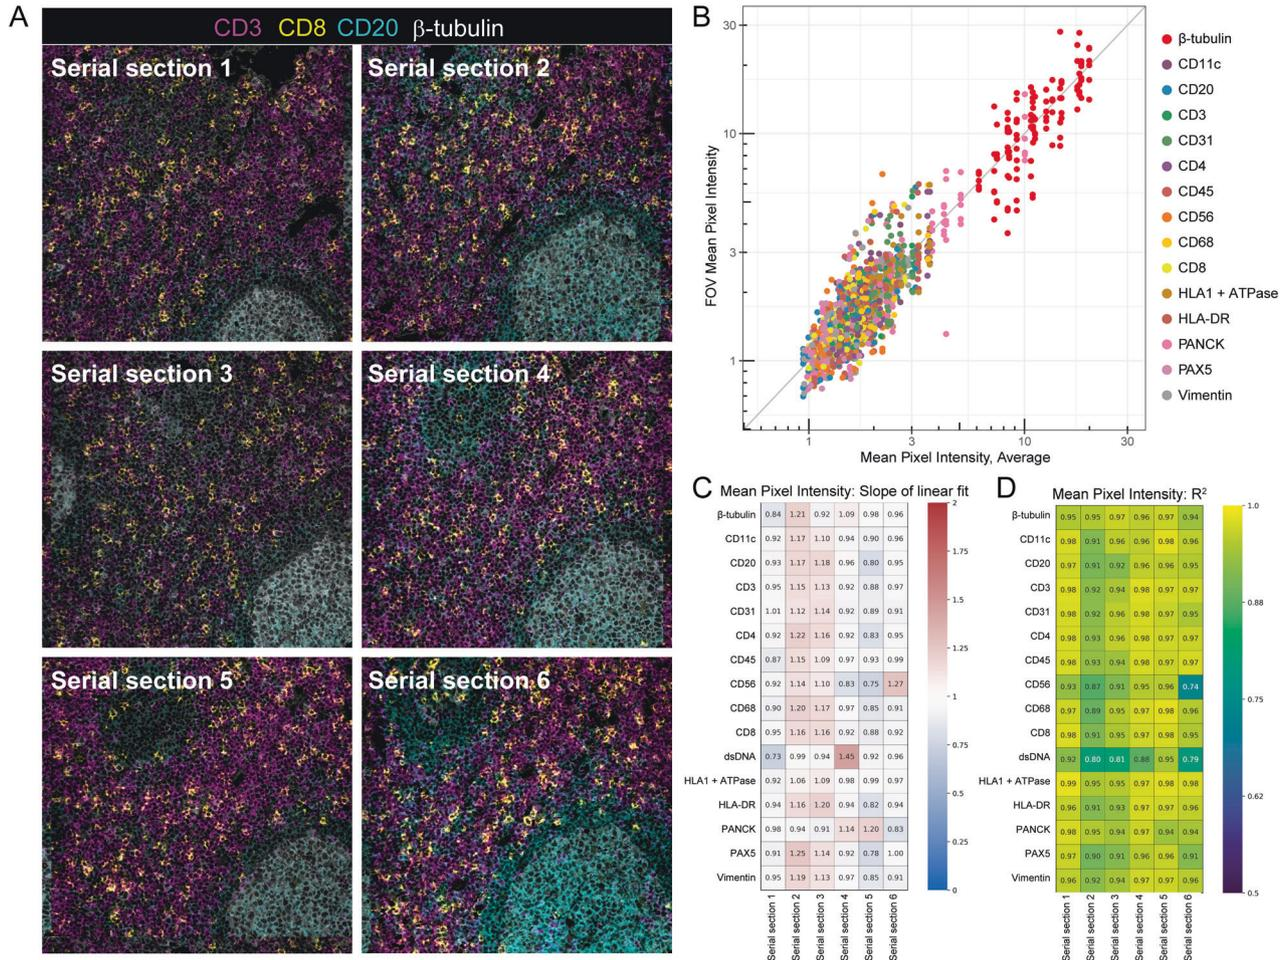 A
CD3 CD8 CD20 β-tubulin
Serial section 1
Serial section 2
Serial section 3
Serial section 4
Serial section 5
Serial section 6
B
FOV Mean Pixel Intensity
30
10
3
1
1 3 10 30
Mean Pixel Intensity, Average
β-tubulin
CD11c
CD20
CD3
CD31
CD4
CD45
CD56
CD68
CD8
HLA1 + ATPase
HLA-DR
PANCK
PAX5
Vimentin
C Mean Pixel Intensity: Slope of linear fit
β-tubulin 0.84 1.21 0.92 1.09 0.98 0.96
CD11c 0.92 1.17 1.10 0.94 0.90 0.96
CD20 0.93 1.17 1.18 0.96 0.80 0.95
CD3 0.95 1.15 1.13 0.92 0.88 0.97
CD31 1.01 1.12 1.14 0.92 0.89 0.91
CD4 0.92 1.22 1.16 0.92 0.83 0.95
CD45 0.87 1.15 1.09 0.97 0.93 0.99
CD56 0.92 1.14 1.10 0.83 0.75 1.27
CD68 0.90 1.20 1.17 0.97 0.85 0.91
CD8 0.95 1.16 1.16 0.92 0.88 0.92
dsDNA 0.73 0.99 0.94 1.45 0.92 0.96
HLA1 + ATPase 0.92 1.06 1.09 0.98 0.99 0.97
HLA-DR 0.94 1.16 1.20 0.94 0.82 0.94
PANCK 0.98 0.94 0.91 1.14 1.20 0.83
PAX5 0.91 1.25 1.14 0.92 0.78 1.00
Vimentin 0.95 1.19 1.13 0.97 0.85 0.91
Serial section 1
Serial section 2
Serial section 3
Serial section 4
Serial section 5
Serial section 6
2
1.75
1.5
1.25
1
0.75
0.5
0.25
0
D Mean Pixel Intensity: R²
β-tubulin 0.95 0.95 0.97 0.96 0.97 0.94
CD11c 0.98 0.91 0.96 0.96 0.98 0.96
CD20 0.97 0.91 0.92 0.96 0.96 0.95
CD3 0.98 0.92 0.94 0.98 0.97 0.97
CD31 0.98 0.92 0.96 0.98 0.97 0.95
CD4 0.98 0.93 0.96 0.98 0.97 0.97
CD45 0.98 0.93 0.94 0.98 0.97 0.97
CD56 0.93 0.87 0.91 0.95 0.96 0.74
CD68 0.97 0.89 0.95 0.97 0.98 0.96
CD8 0.98 0.91 0.95 0.97 0.98 0.95
dsDNA 0.92 0.80 0.81 0.88 0.95 0.79
HLA1 + ATPase 0.99 0.95 0.95 0.97 0.98 0.98
HLA-DR 0.96 0.91 0.93 0.97 0.97 0.96
PANCK 0.98 0.95 0.94 0.97 0.94 0.94
PAX5 0.97 0.90 0.91 0.96 0.96 0.91
Vimentin 0.96 0.92 0.94 0.97 0.97 0.96
Serial section 1
Serial section 2
Serial section 3
Serial section 4
Serial section 5
Serial section 6
1.0
0.88
0.75
0.62
0.5